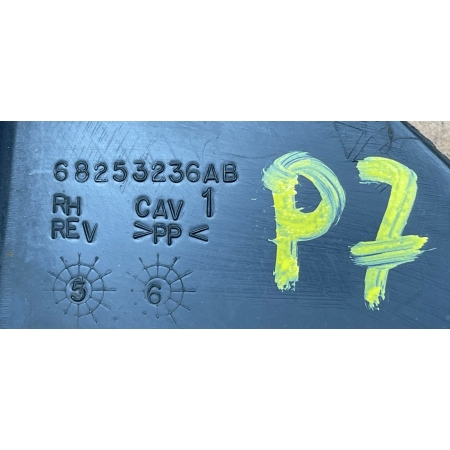 68253236AB
RH CAV 1
REV >PP<
5 6
P7